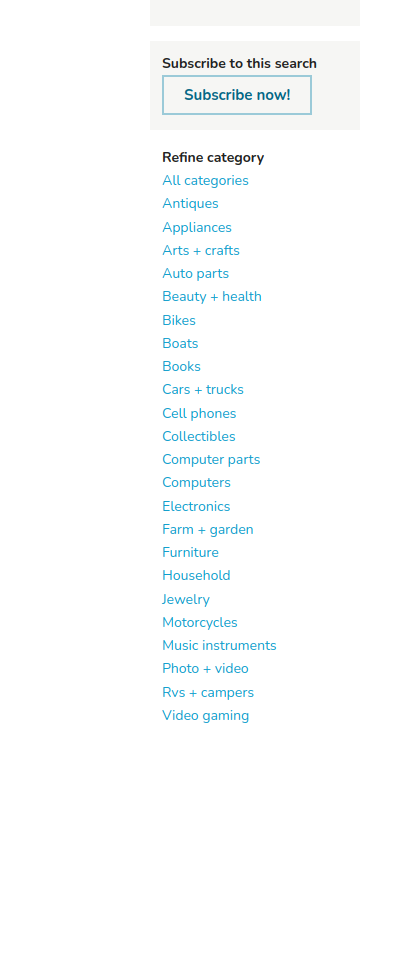 Subscribe to this search
Subscribe now!
Refine category
All categories
Antiques
Appliances
Arts + crafts
Auto parts
Beauty + health
Bikes
Boats
Books
Cars + trucks
Cell phones
Collectibles
Computer parts
Computers
Electronics
Farm + garden
Furniture
Household
Jewelry
Motorcycles
Music instruments
Photo + video
Rvs + campers
Video gaming